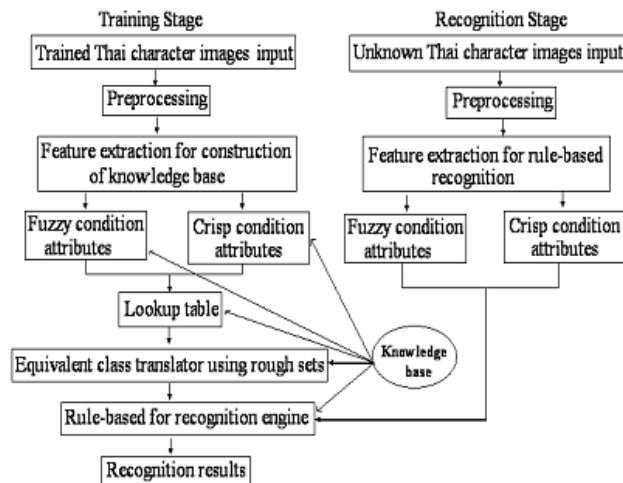 Training Stage
Recognition Stage
Trained Thai character images input
Unknown Thai character images input
Preprocessing
Preprocessing
Feature extraction for construction
of knowledge base
Feature extraction for rule-based
recognition
Fuzzy condition
attributes
Crisp condition
attributes
Fuzzy condition
attributes
Crisp condition
attributes
Lookup table
Equivalent class translator using rough sets
Knowledge
base
Rule-based for recognition engine
Recognition results